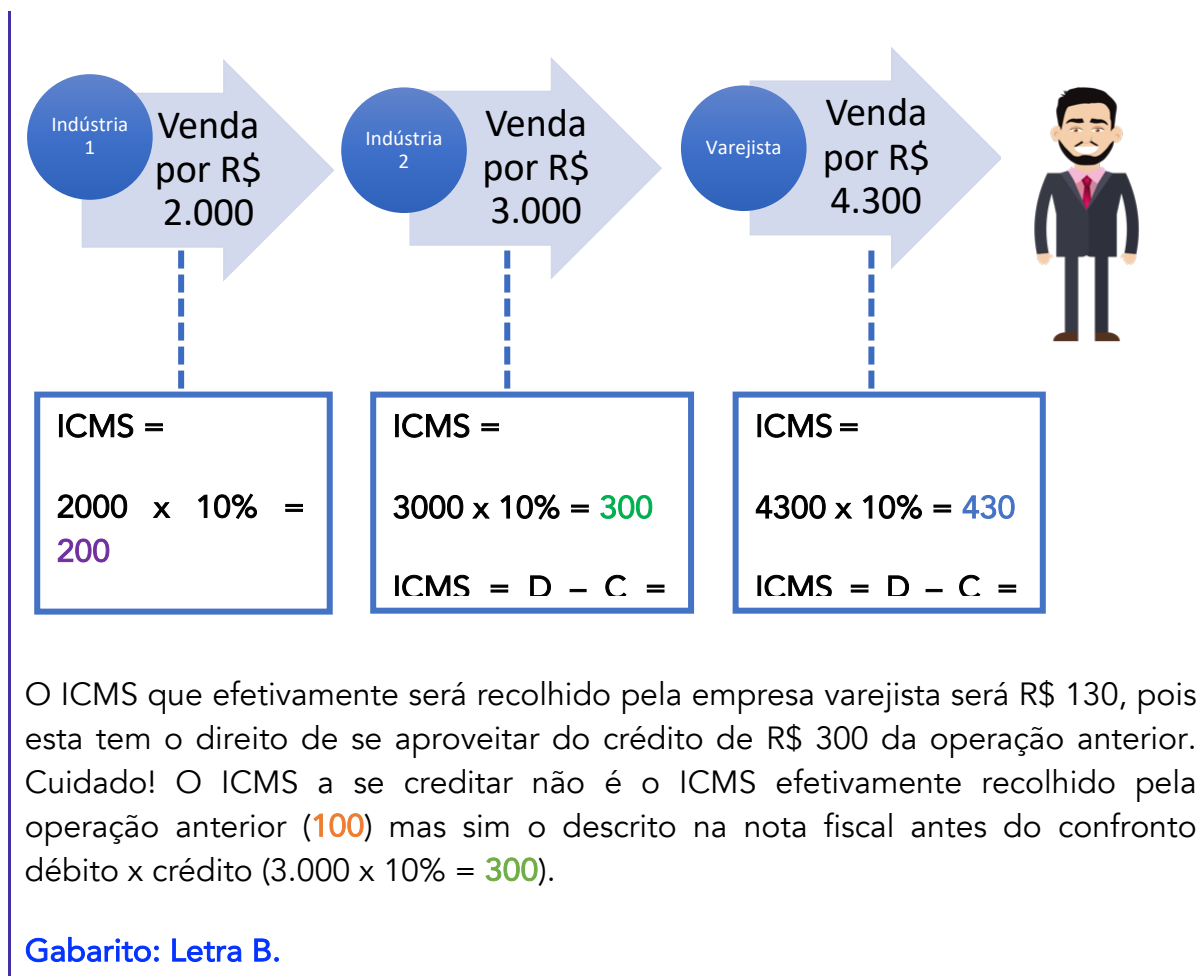 Indústria
1
Venda
por R$
2.000
Indústria
2
Venda
por R$
3.000
Varejista
Venda
por R$
4.300
ICMS =
2000 x 10% =
200
ICMS =
3000 x 10% = 300
ICMS = D – C =
ICMS =
4300 x 10% = 430
ICMS = D – C =
O ICMS que efetivamente será recolhido pela empresa varejista será R$ 130, pois
esta tem o direito de se aproveitar do crédito de R$ 300 da operação anterior.
Cuidado! O ICMS a se creditar não é o ICMS efetivamente recolhido pela
operação anterior (100) mas sim o descrito na nota fiscal antes do confronto
débito x crédito (3.000 x 10% = 300).
Gabarito: Letra B.